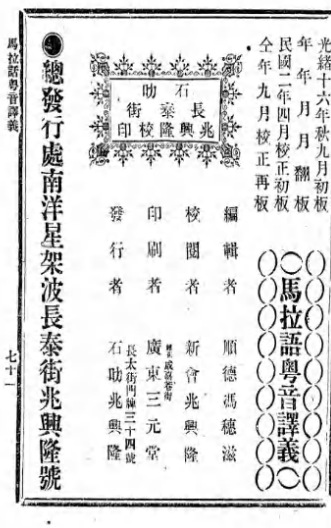 光緒十六年秋九月初板
年年月月翻板
民國二年四月校正初板
仝年九月校正再板
馬拉語粵音譯義
石叻
長泰街
兆興隆校印
編輯者 順德馮穗滋
校閱者 新會兆興隆
印刷者 廣東三元堂
長太街門牌三十四號
發行者 石叻兆興隆
總發行處南洋星架波長泰街兆興隆號
馬拉語粵音譯義
七十一